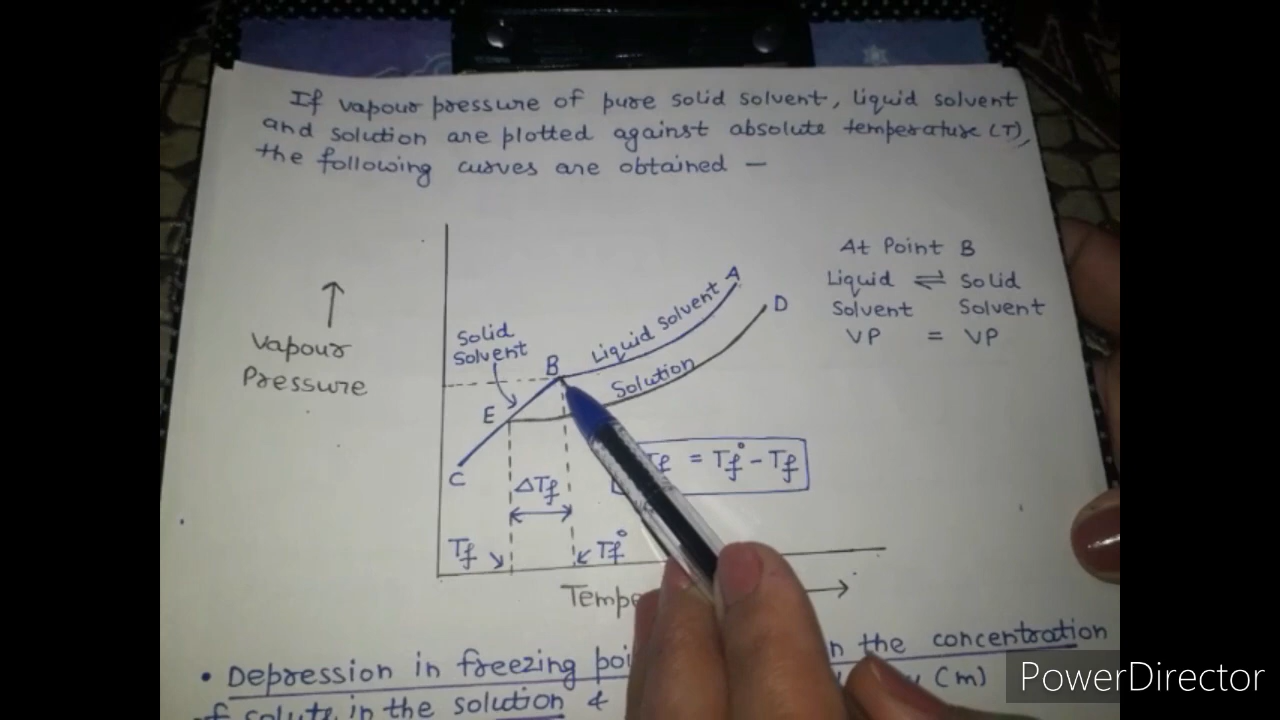 If vapour pressure of pure solid solvent, liquid solvent
and solution are plotted against absolute temperature (T),
the following curves are obtained —
At Point B
Liquid ⇌ Solid
Solvent Solvent
VP = VP
Vapour
Pressure
Solid
Solvent
B
Liquid Solvent
A
D
Solution
E
C
ΔTf
Tf = Tf° - Tf
Tf
Tf°
• Depression in freezing n the concentration
of solute in the solution & (m)
PowerDirector